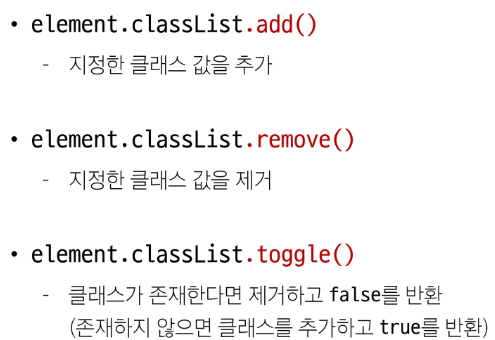 • element.classList.add()
- 지정한 클래스 값을 추가
• element.classList.remove()
- 지정한 클래스 값을 제거
• element.classList.toggle()
- 클래스가 존재한다면 제거하고 false를 반환
(존재하지 않으면 클래스를 추가하고 true를 반환)